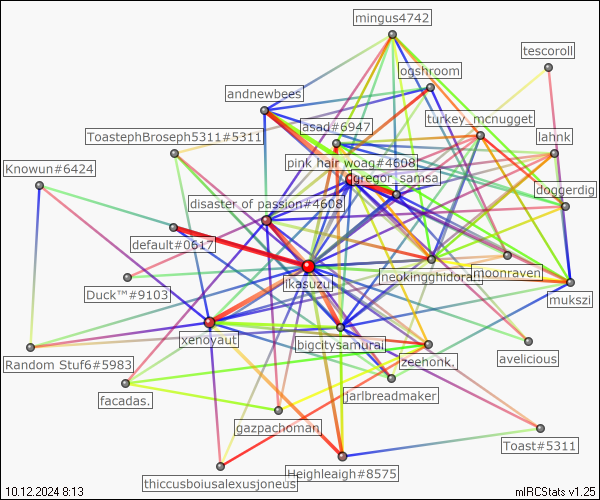 mingus4742
tescoroll
ogshroom
andnewbees
turkey_mcnugget
asad#6947
ToastephBroseph5311#5311
lahnk
pink hair woag#4608
Knowun#6424
gregor_samsa
doggerdig
disaster of passion#4608
default#0617
neokingghidorah
moonraven
ikasuzuj
Duck™#9103
mukszi
xenoyaut
bigcitysamurai
avelicious
Random Stuf6#5983
zeehonk.
jarlbreadmaker
facadas.
gazpachoman
Toast#5311
Heighleaigh#8575
thiccusboiusalexusjoneus
10.12.2024 8:13
mIRCStats v1.25